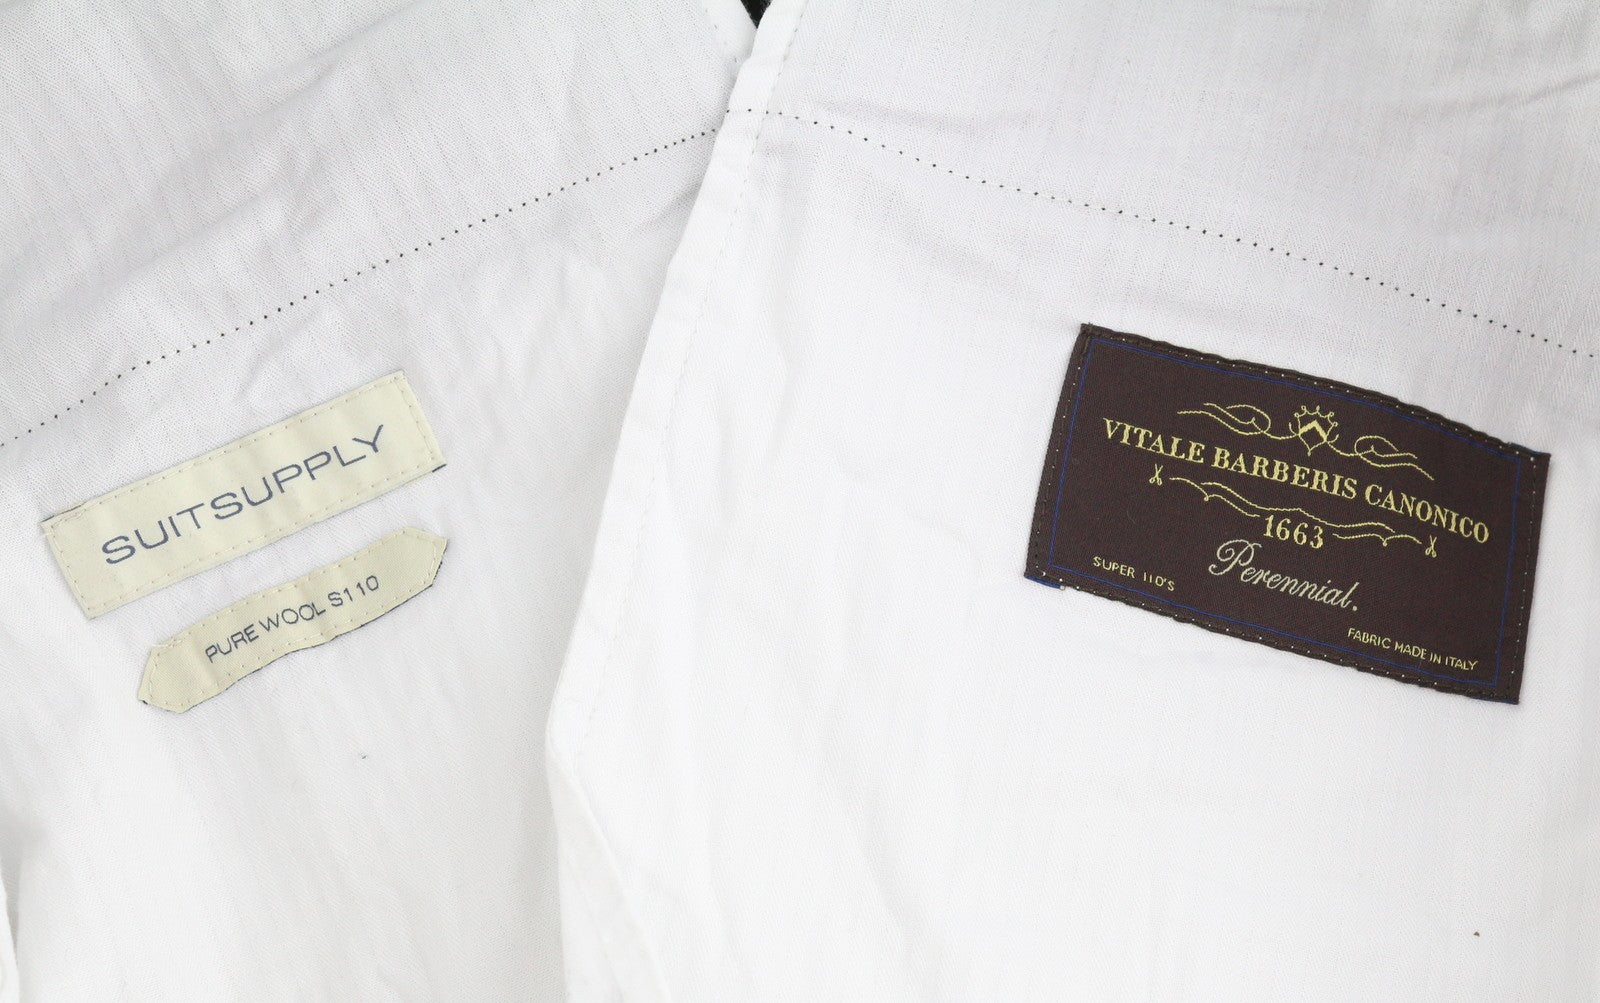 SUITSUPPLY
PURE WOOL S110
VITALE BARBERIS CANONICO
1663
Perennial.
SUPER 110'S
FABRIC MADE IN ITALY